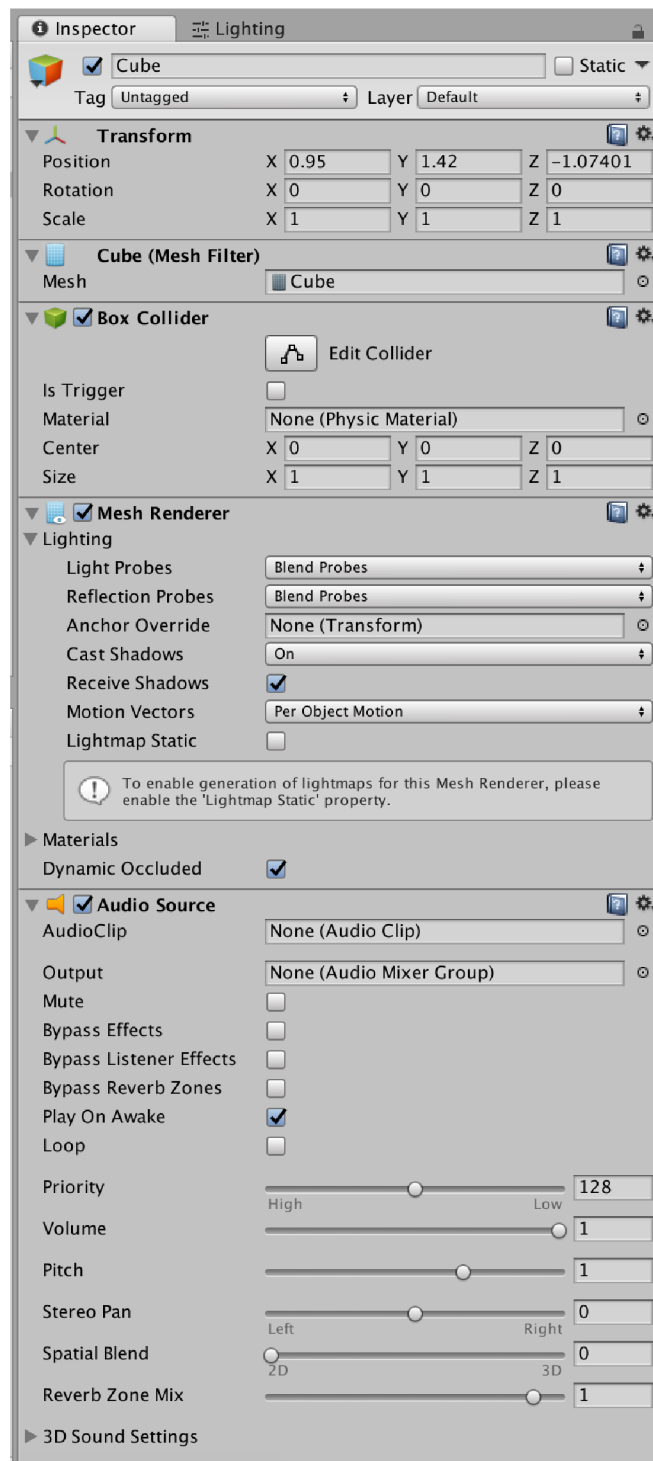 Inspector Lighting
Cube Static
Tag Untagged Layer Default
Transform
Position X 0.95 Y 1.42 Z -1.07401
Rotation X 0 Y 0 Z 0
Scale X 1 Y 1 Z 1
Cube (Mesh Filter)
Mesh Cube
Box Collider
Edit Collider
Is Trigger
Material None (Physic Material)
Center X 0 Y 0 Z 0
Size X 1 Y 1 Z 1
Mesh Renderer
Lighting
Light Probes Blend Probes
Reflection Probes Blend Probes
Anchor Override None (Transform)
Cast Shadows On
Receive Shadows
Motion Vectors Per Object Motion
Lightmap Static
To enable generation of lightmaps for this Mesh Renderer, please
enable the 'Lightmap Static' property.
Materials
Dynamic Occluded
Audio Source
AudioClip None (Audio Clip)
Output None (Audio Mixer Group)
Mute
Bypass Effects
Bypass Listener Effects
Bypass Reverb Zones
Play On Awake
Loop
Priority 128
High Low
Volume 1
Pitch 1
Stereo Pan 0
Left Right
Spatial Blend 0
2D 3D
Reverb Zone Mix 1
3D Sound Settings